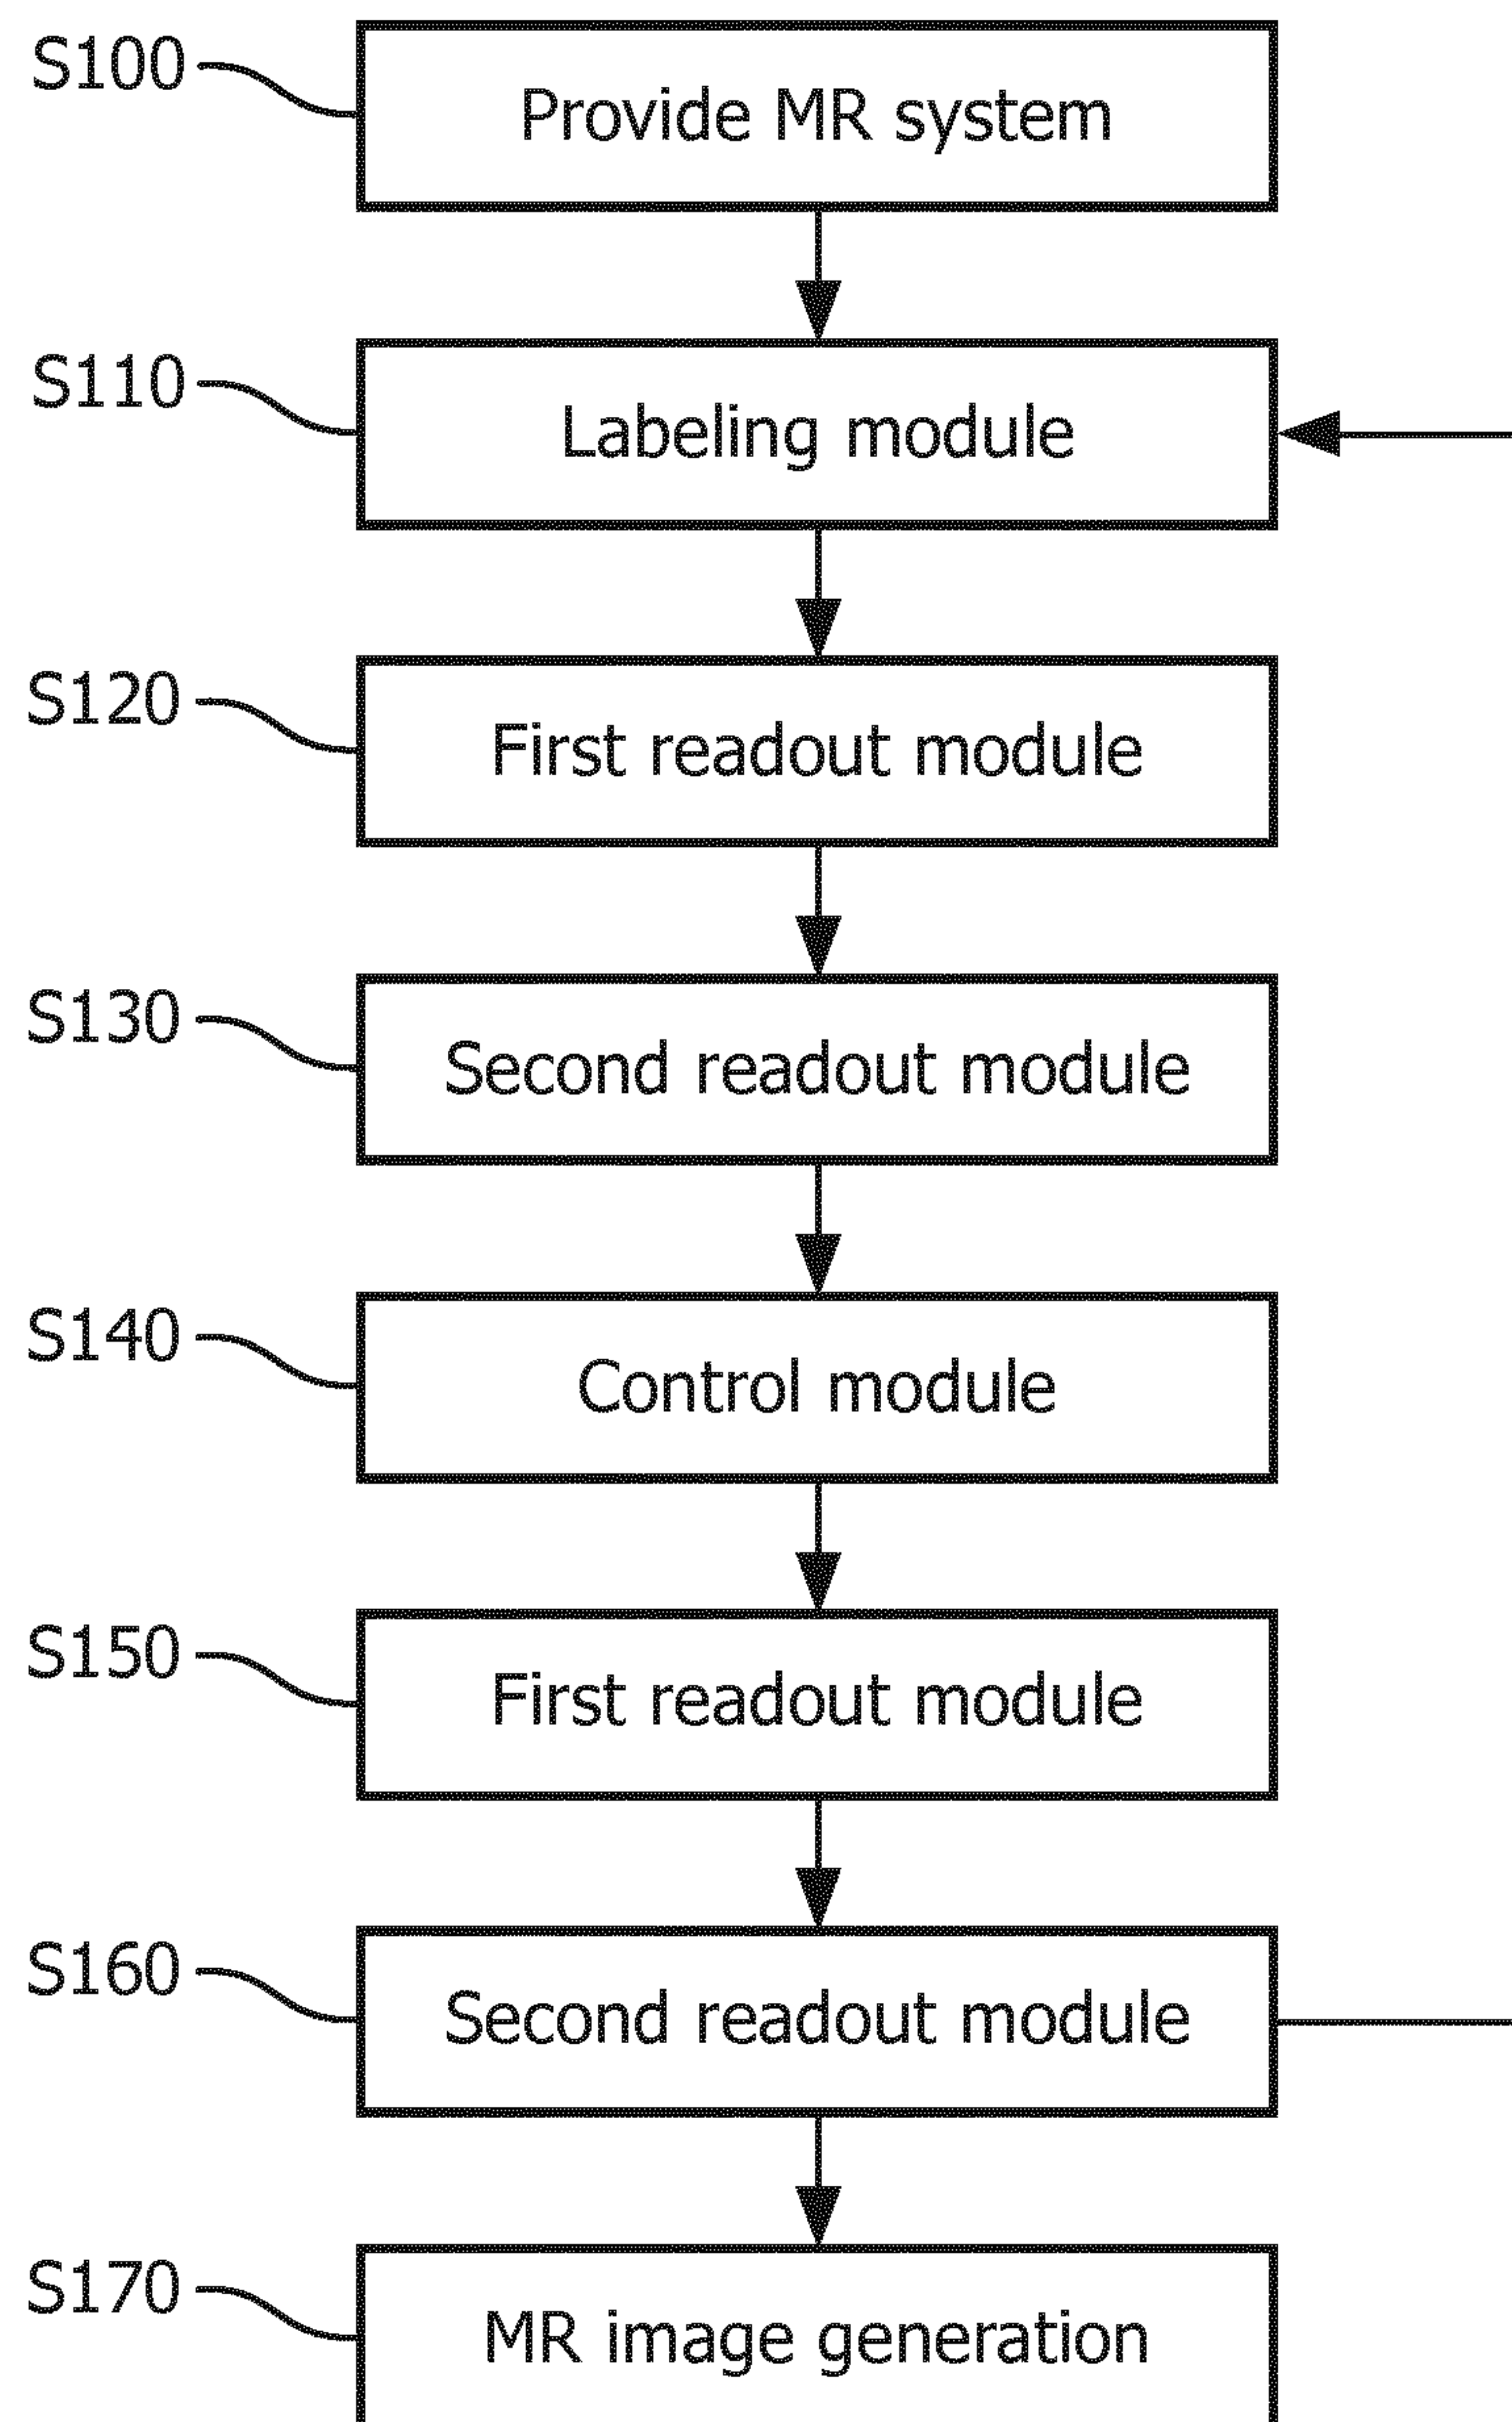 S100
Provide MR system
S110
Labeling module
S120
First readout module
S130
Second readout module
S140
Control module
S150
First readout module
S160
Second readout module
S170
MR image generation